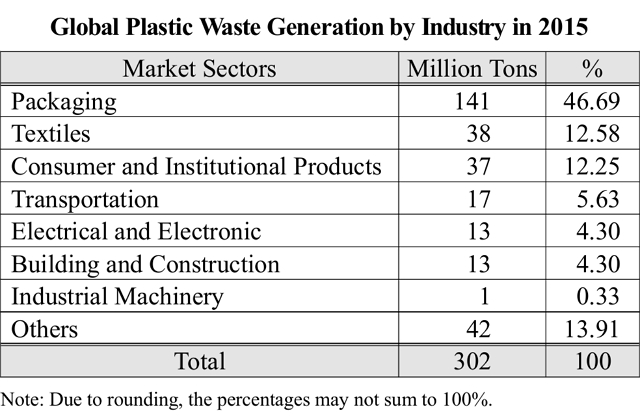 Global Plastic Waste Generation by Industry in 2015
Market Sectors Million Tons %
Packaging 141 46.69
Textiles 38 12.58
Consumer and Institutional Products 37 12.25
Transportation 17 5.63
Electrical and Electronic 13 4.30
Building and Construction 13 4.30
Industrial Machinery 1 0.33
Others 42 13.91
Total 302 100
Note: Due to rounding, the percentages may not sum to 100%.